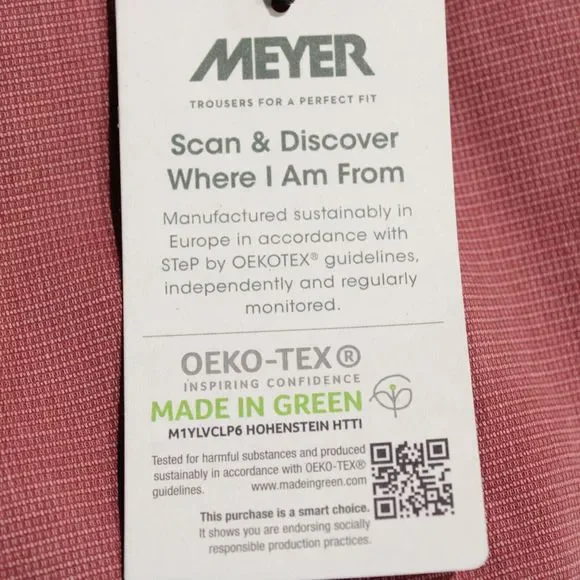 MEYER
TROUSERS FOR A PERFECT FIT
Scan & Discover
Where I Am From
Manufactured sustainably in
Europe in accordance with
STeP by OEKOTEX® guidelines,
independently and regularly
monitored.
OEKO-TEX®
INSPIRING CONFIDENCE
MADE IN GREEN
M1YLVCLP6 HOHENSTEIN HTTI
Tested for harmful substances and produced
sustainably in accordance with OEKO-TEX®
guidelines. www.madeingreen.com
This purchase is a smart choice.
It shows you are endorsing socially
responsible production practices.